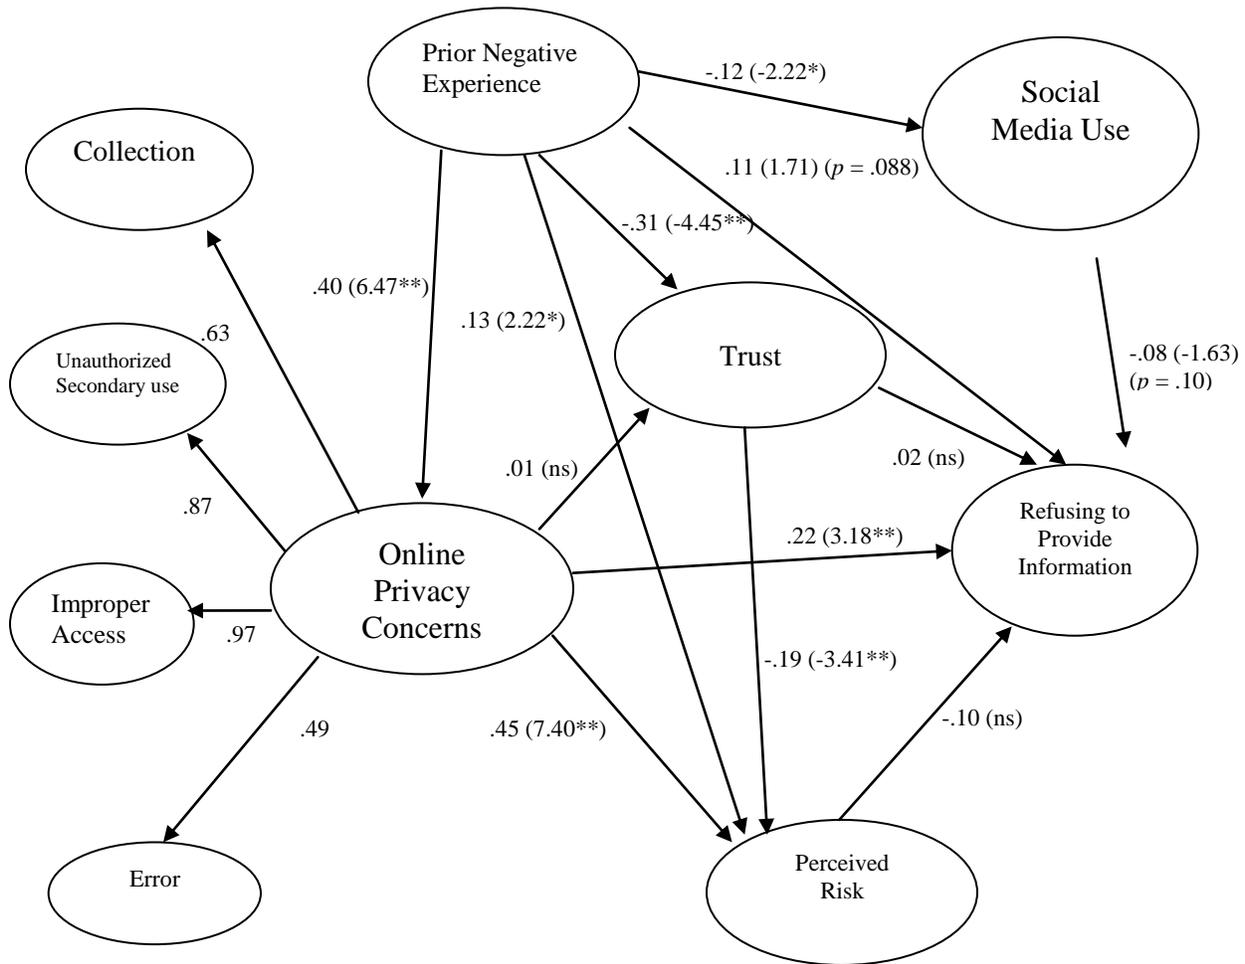 Prior Negative
Experience
-.12 (-2.22*)
Social
Media Use
Collection
.11 (1.71) (p = .088)
-.31 (-4.45**)
.40 (6.47**)
.13 (2.22*)
.63
Unauthorized
Secondary use
Trust
-.08 (-1.63)
(p = .10)
.01 (ns)
.02 (ns)
.87
.22 (3.18**)
Refusing to
Provide
Information
Online
Privacy
Concerns
Improper
Access
.97
-.19 (-3.41**)
.49
.45 (7.40**)
-.10 (ns)
Error
Perceived
Risk